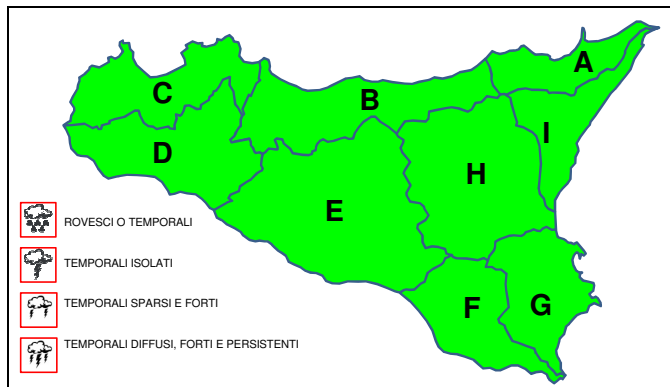 A
C
B
I
D
H
E
ROVESCI O TEMPORALI
TEMPORALI ISOLATI
TEMPORALI SPARSI E FORTI
F
G
TEMPORALI DIFFUSI, FORTI E PERSISTENTI